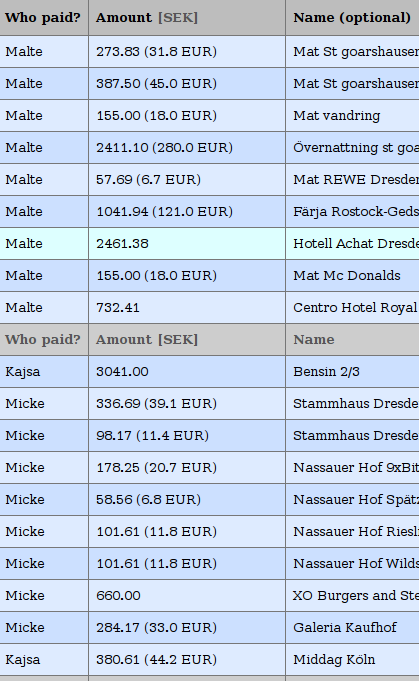 Who paid? Amount [SEK] Name (optional)
Malte 273.83 (31.8 EUR) Mat St goarshausen
Malte 387.50 (45.0 EUR) Mat St goarshausen
Malte 155.00 (18.0 EUR) Mat vandring
Malte 2411.10 (280.0 EUR) Övernattning st goa
Malte 57.69 (6.7 EUR) Mat REWE Dresden
Malte 1041.94 (121.0 EUR) Färja Rostock-Geds
Malte 2461.38 Hotell Achat Dresde
Malte 155.00 (18.0 EUR) Mat Mc Donalds
Malte 732.41 Centro Hotel Royal
Who paid? Amount [SEK] Name
Kajsa 3041.00 Bensin 2/3
Micke 336.69 (39.1 EUR) Stammhaus Dresde
Micke 98.17 (11.4 EUR) Stammhaus Dresde
Micke 178.25 (20.7 EUR) Nassauer Hof 9xBit
Micke 58.56 (6.8 EUR) Nassauer Hof Spätz
Micke 101.61 (11.8 EUR) Nassauer Hof Riesli
Micke 101.61 (11.8 EUR) Nassauer Hof Wilds
Micke 660.00 XO Burgers and Ste
Micke 284.17 (33.0 EUR) Galeria Kaufhof
Kajsa 380.61 (44.2 EUR) Middag Köln